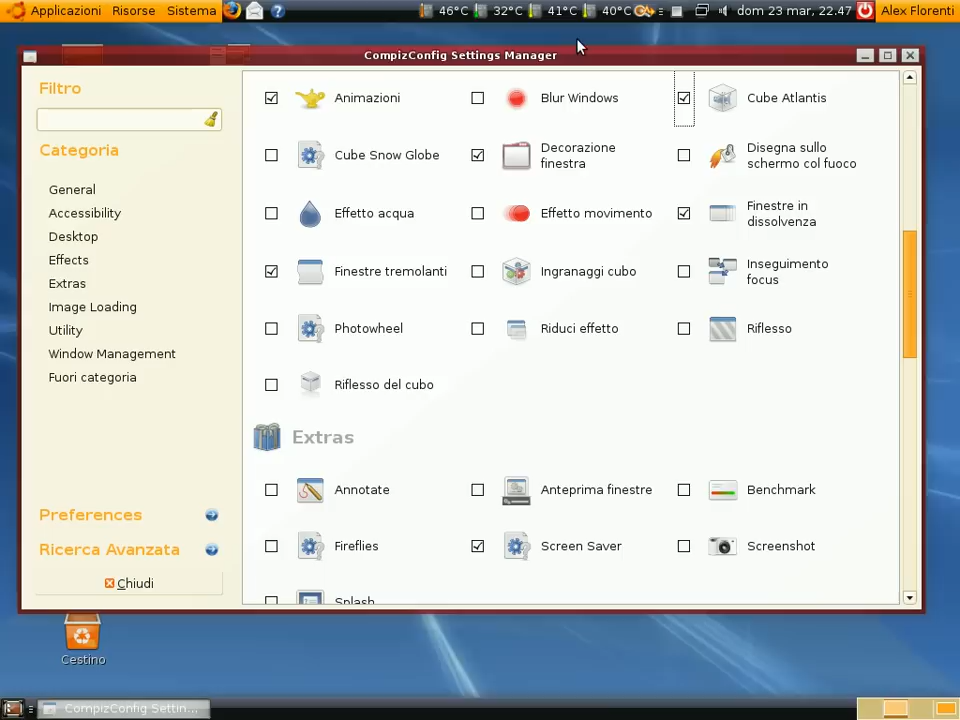 Applicazioni Risorse Sistema 46°C 32°C 41°C 40°C dom 23 mar, 22.47 Alex Florenti
CompizConfig Settings Manager
Filtro
Categoria
General
Accessibility
Desktop
Effects
Extras
Image Loading
Utility
Window Management
Fuori categoria
Preferences
Ricerca Avanzata
Chiudi
Animazioni
Blur Windows
Cube Atlantis
Cube Snow Globe
Decorazione
finestra
Disegna sullo
schermo col fuoco
Effetto acqua
Effetto movimento
Finestre in
dissolvenza
Finestre tremolanti
Ingranaggi cubo
Inseguimento
focus
Photowheel
Riduci effetto
Riflesso
Riflesso del cubo
Extras
Annotate
Anteprima finestre
Benchmark
Fireflies
Screen Saver
Screenshot
Splash
Cestino
CompizConfig Settin...